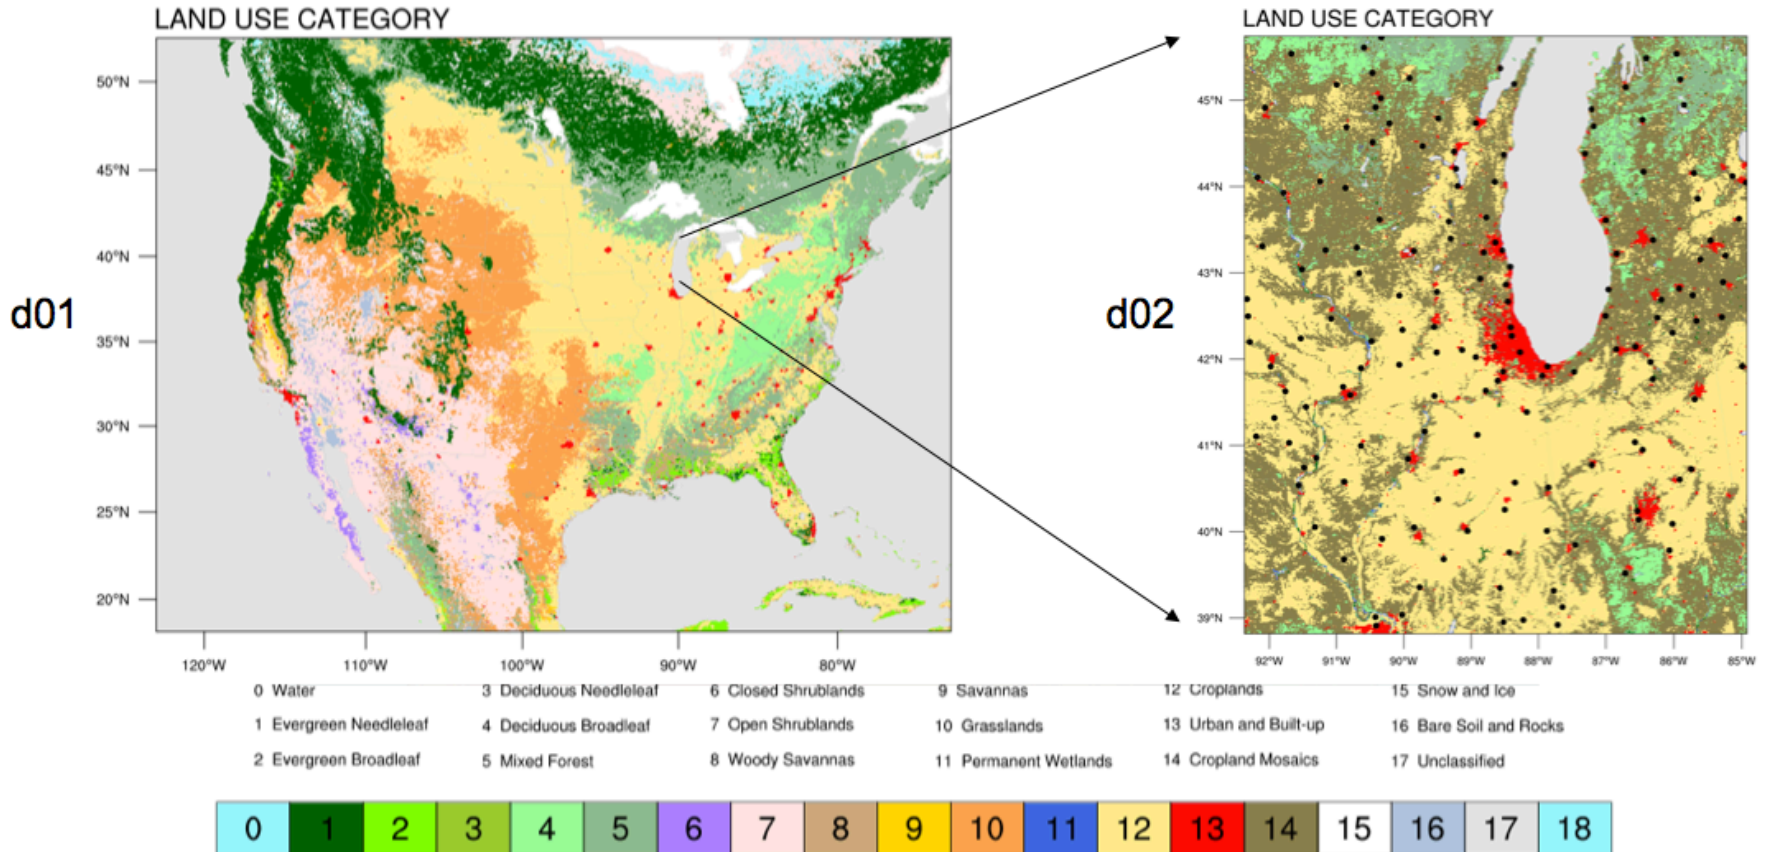 LAND USE CATEGORY
LAND USE CATEGORY
50°N
45°N
40°N
35°N
30°N
25°N
20°N
d01
120°W 110°W 100°W 90°W 80°W
d02
45°N
44°N
43°N
42°N
41°N
40°N
39°N
92°W 91°W 90°W 89°W 88°W 87°W 86°W 85°W
0 Water 3 Deciduous Needleleaf 6 Closed Shrublands 9 Savannas 12 Croplands 15 Snow and Ice
1 Evergreen Needleleaf 4 Deciduous Broadleaf 7 Open Shrublands 10 Grasslands 13 Urban and Built-up 16 Bare Soil and Rocks
2 Evergreen Broadleaf 5 Mixed Forest 8 Woody Savannas 11 Permanent Wetlands 14 Cropland Mosaics 17 Unclassified
0 1 2 3 4 5 6 7 8 9 10 11 12 13 14 15 16 17 18